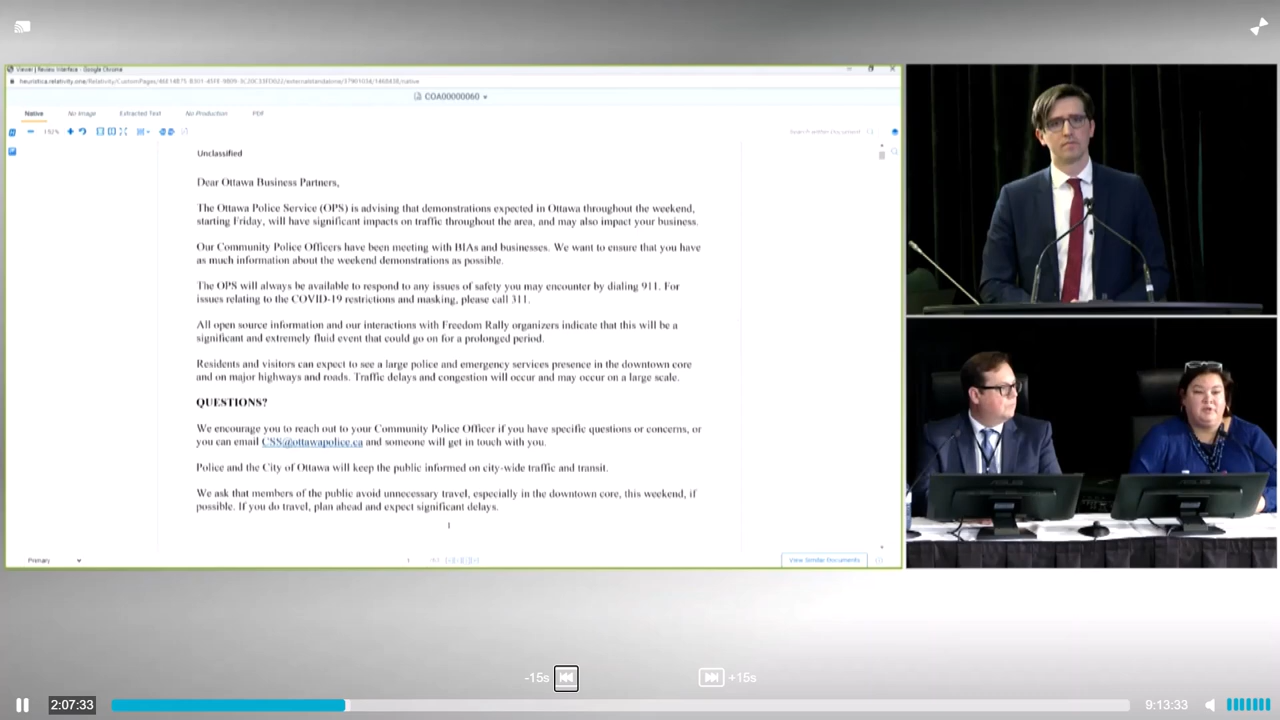 Viewer | Review Interface - Google Chrome
COA00000060
Native No Image Extracted Text No Production PDF
Unclassified
Dear Ottawa Business Partners,
The Ottawa Police Service (OPS) is advising that demonstrations expected in Ottawa throughout the weekend,
starting Friday, will have significant impacts on traffic throughout the area, and may also impact your business.
Our Community Police Officers have been meeting with BIAs and businesses. We want to ensure that you have
as much information about the weekend demonstrations as possible.
The OPS will always be available to respond to any issues of safety you may encounter by dialing 911. For
issues relating to the COVID-19 restrictions and masking, please call 311.
All open source information and our interactions with Freedom Rally organizers indicate that this will be a
significant and extremely fluid event that could go on for a prolonged period.
Residents and visitors can expect to see a large police and emergency services presence in the downtown core
and on major highways and roads. Traffic delays and congestion will occur and may occur on a large scale.
QUESTIONS?
We encourage you to reach out to your Community Police Officer if you have specific questions or concerns, or
you can email CSS@ottawapolice.ca and someone will get in touch with you.
Police and the City of Ottawa will keep the public informed on city-wide traffic and transit.
We ask that members of the public avoid unnecessary travel, especially in the downtown core, this weekend, if
possible. If you do travel, plan ahead and expect significant delays.
1
Primary
1
View Similar Documents
ASUS
-15s
+15s
2:07:33
9:13:33